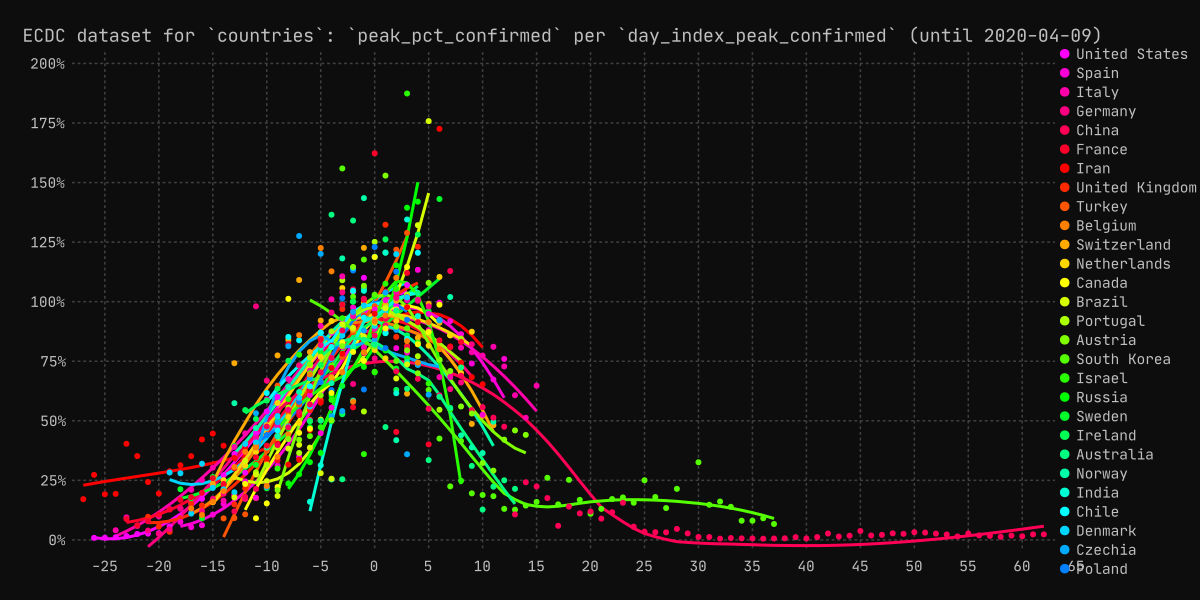 ECDC dataset for `countries`: `peak_pct_confirmed` per `day_index_peak_confirmed` (until 2020-04-09)
200%
175%
150%
125%
100%
75%
50%
25%
0%
−25 −20 −15 −10 −5 0 5 10 15 20 25 30 35 40 45 50 55 60 65
United States
Spain
Italy
Germany
China
France
Iran
United Kingdom
Turkey
Belgium
Switzerland
Netherlands
Canada
Brazil
Portugal
Austria
South Korea
Israel
Russia
Sweden
Ireland
Australia
Norway
India
Chile
Denmark
Czechia
Poland